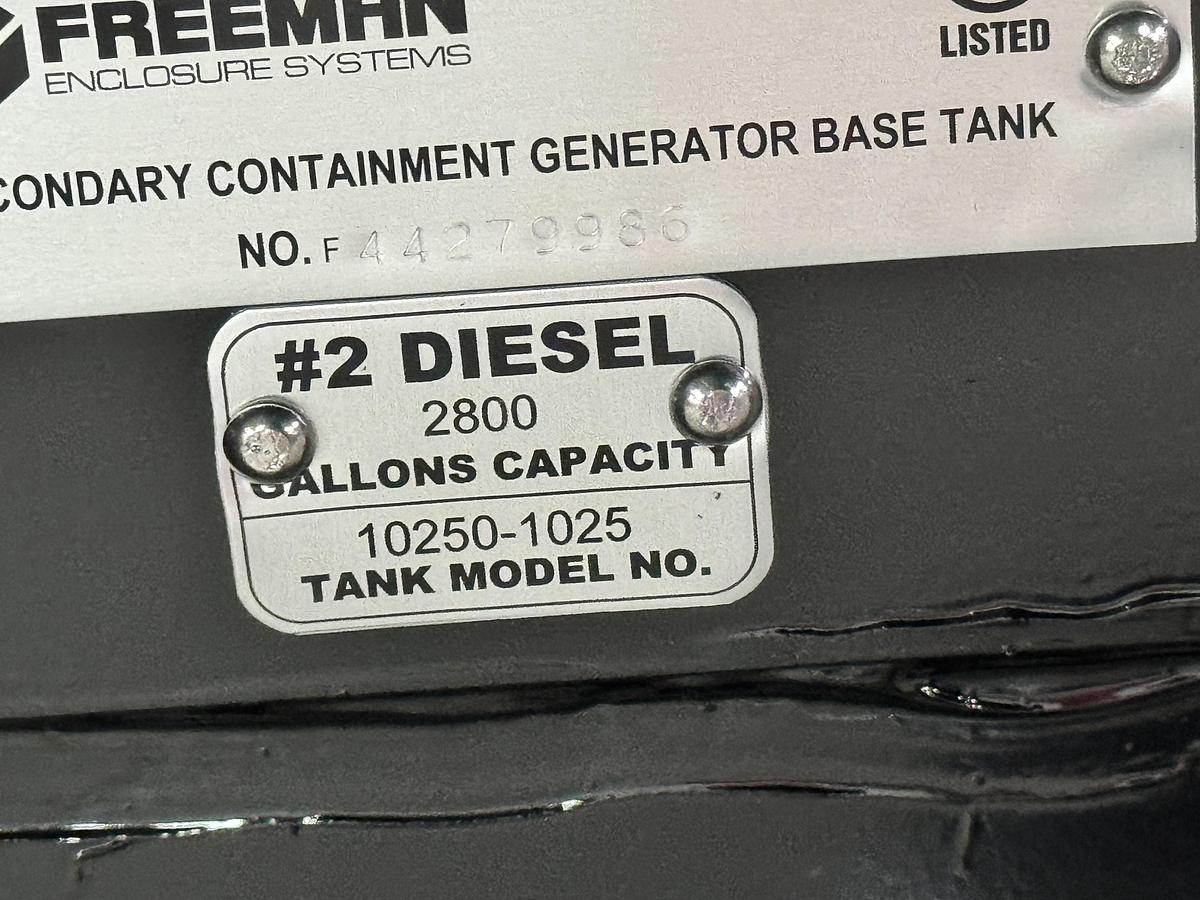 FREEMAN
ENCLOSURE SYSTEMS
LISTED
CONDARY CONTAINMENT GENERATOR BASE TANK
NO. F 44279986
#2 DIESEL
2800
GALLONS CAPACITY
10250-1025
TANK MODEL NO.